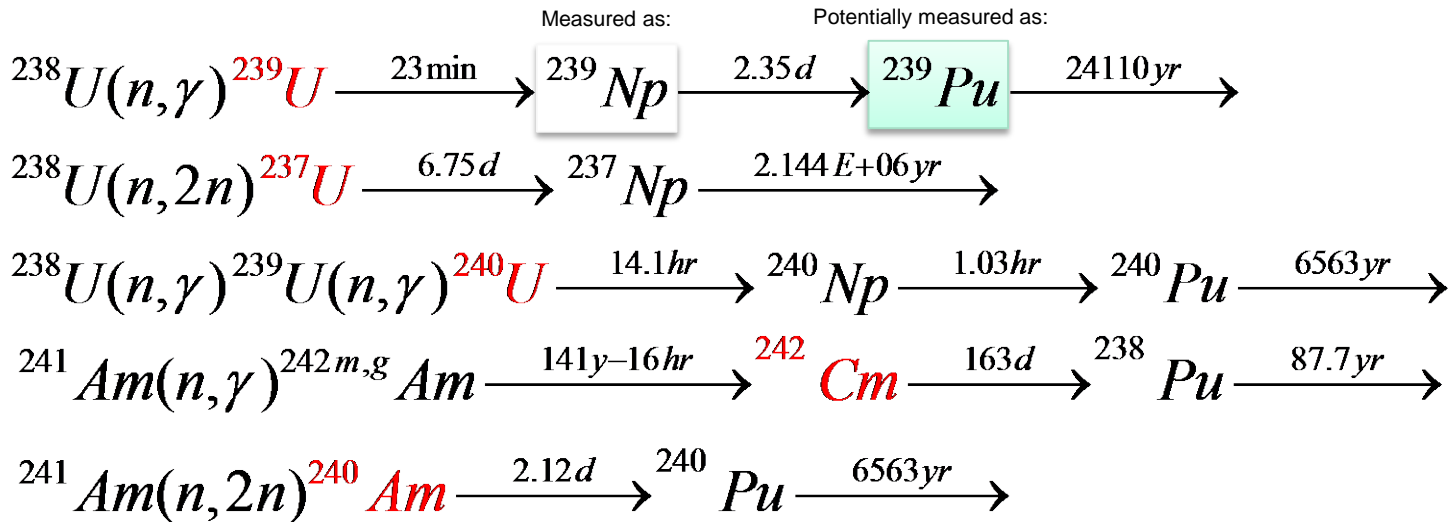 Measured as: Potentially measured as:
²³⁸U(n,γ)²³⁹U 23min → ²³⁹Np 2.35d → ²³⁹Pu 24110yr →
²³⁸U(n,2n)²³⁷U 6.75d → ²³⁷Np 2.144E+06yr →
²³⁸U(n,γ)²³⁹U(n,γ)²⁴⁰U 14.1hr → ²⁴⁰Np 1.03hr → ²⁴⁰Pu 6563yr →
²⁴¹Am(n,γ)²⁴²ᵐ,ᵍAm 141y–16hr → ²⁴²Cm 163d → ²³⁸Pu 87.7yr →
²⁴¹Am(n,2n)²⁴⁰Am 2.12d → ²⁴⁰Pu 6563yr →